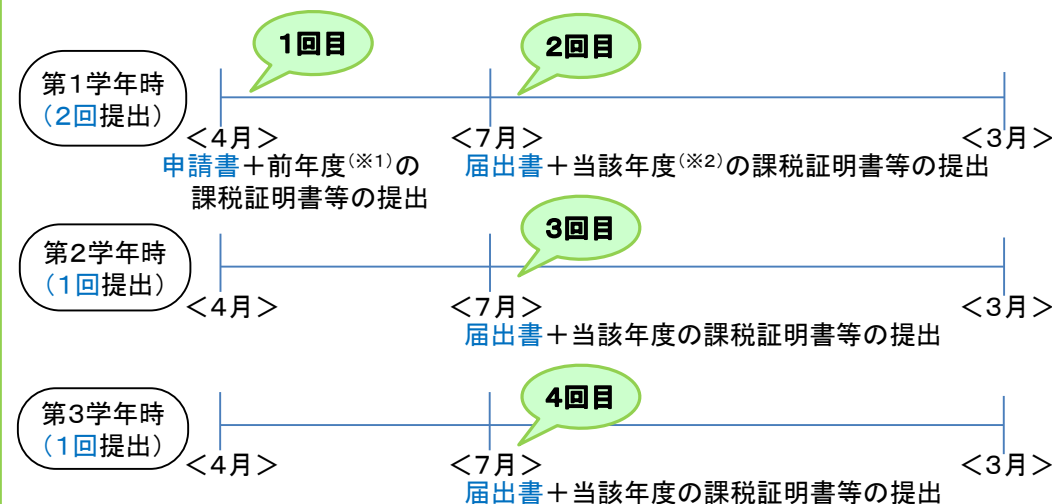 1回目
2回目
第1学年時
(2回提出)
<4月>
<7月>
<3月>
申請書+前年度(※1)の
課税証明書等の提出
届出書+当該年度(※2)の課税証明書等の提出
3回目
第2学年時
(1回提出)
<4月>
<7月>
<3月>
届出書+当該年度の課税証明書等の提出
4回目
第3学年時
(1回提出)
<4月>
<7月>
<3月>
届出書+当該年度の課税証明書等の提出